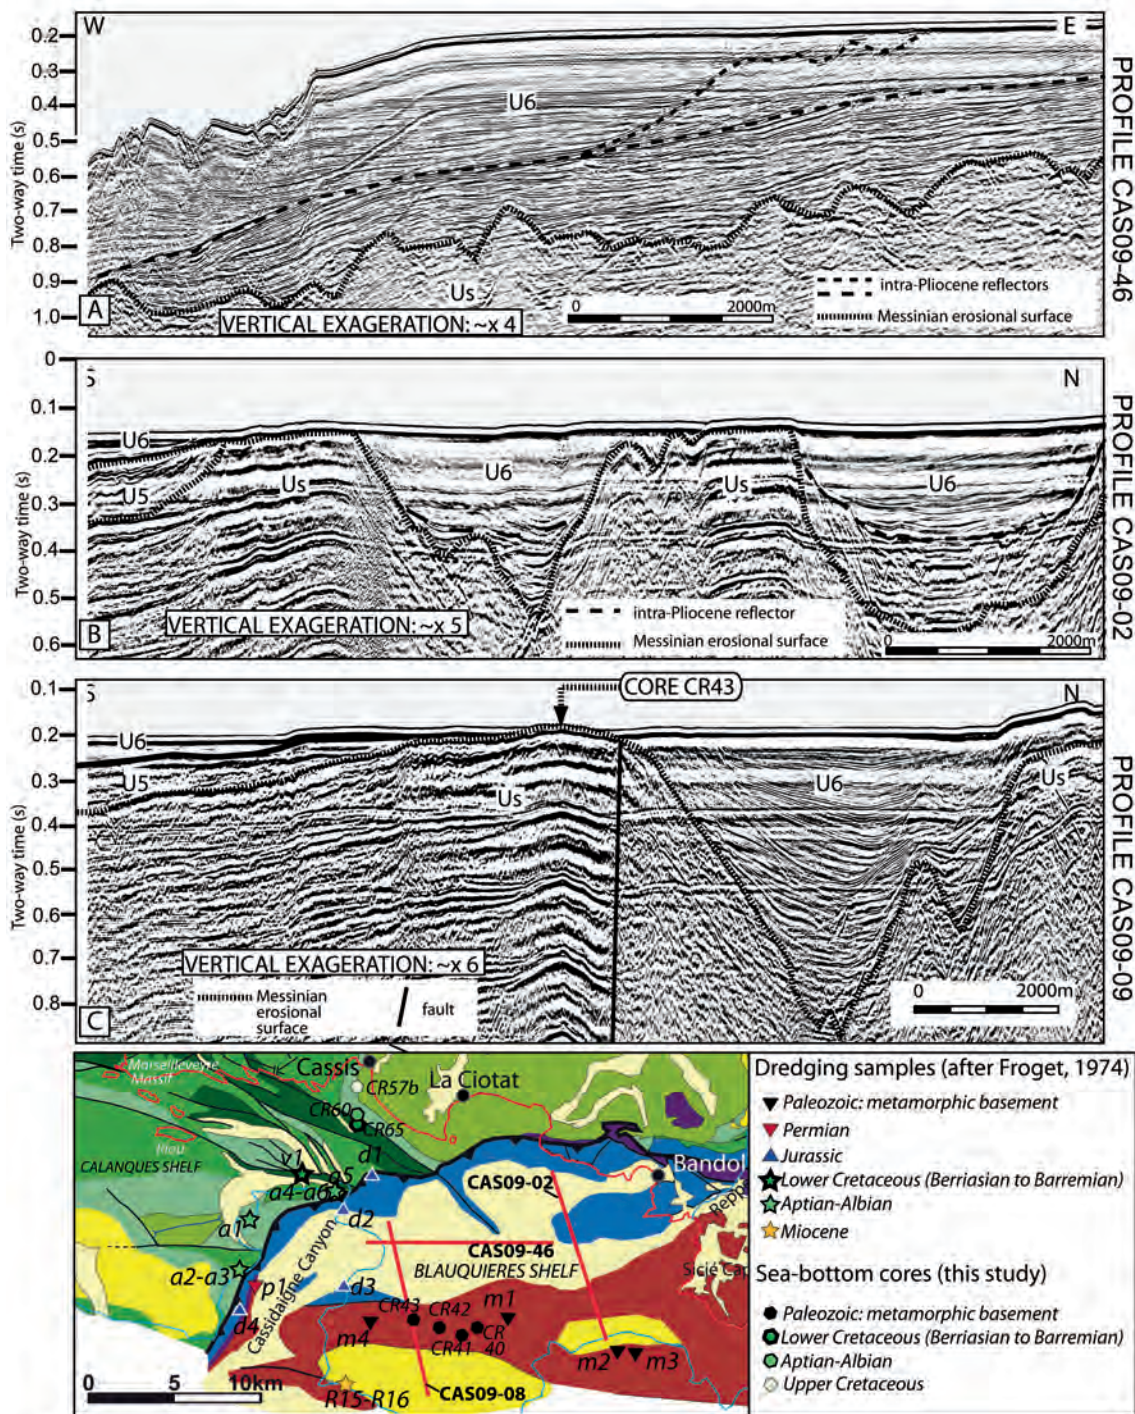 W
E
0.2
0.3
0.4
0.5
0.6
0.7
0.8
0.9
1.0
Two-way time (s)
U6
Us
A
VERTICAL EXAGERATION: ~x 4
0
2000m
intra-Pliocene reflectors
Messinian erosional surface
PROFILE CAS09-46
S
N
0
0.1
0.2
0.3
0.4
0.5
0.6
Two-way time (s)
U6
U5
Us
U6
Us
U6
B
VERTICAL EXAGERATION: ~x 5
intra-Pliocene reflector
Messinian erosional surface
0
2000m
PROFILE CAS09-02
S
N
CORE CR43
0.1
0.2
0.3
0.4
0.5
0.6
0.7
0.8
Two-way time (s)
U6
U5
Us
U6
Us
C
VERTICAL EXAGERATION: ~x 6
Messinian
erosional
surface
fault
0
2000m
PROFILE CAS09-09
Marseilleveyre
Massif
Riou
CALANQUES SHELF
Cassis
CR57b
La Ciotat
CR60
CR65
v1
d1
a5
a4-a6
a1
d2
a2-a3
p1
d4
Cassidaigne Canyon
d3
CAS09-02
CAS09-46
BLAUQUIERES SHELF
Bandol
Sicié Cap
CR43
CR42
m1
CR
40
CR41
m4
m2
m3
R15-R16
CAS09-08
0
5
10km
Dredging samples (after Froget, 1974)
Paleozoic: metamorphic basement
Permian
Jurassic
Lower Cretaceous (Berriasian to Barremian)
Aptian-Albian
Miocene
Sea-bottom cores (this study)
Paleozoic: metamorphic basement
Lower Cretaceous (Berriasian to Barremian)
Aptian-Albian
Upper Cretaceous